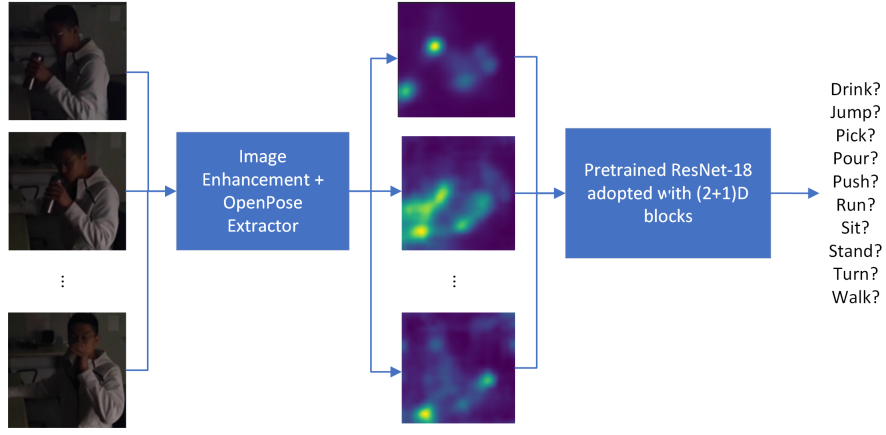 Image
Enhancement +
OpenPose
Extractor
Pretrained ResNet-18
adopted with (2+1)D
blocks
Drink?
Jump?
Pick?
Pour?
Push?
Run?
Sit?
Stand?
Turn?
Walk?